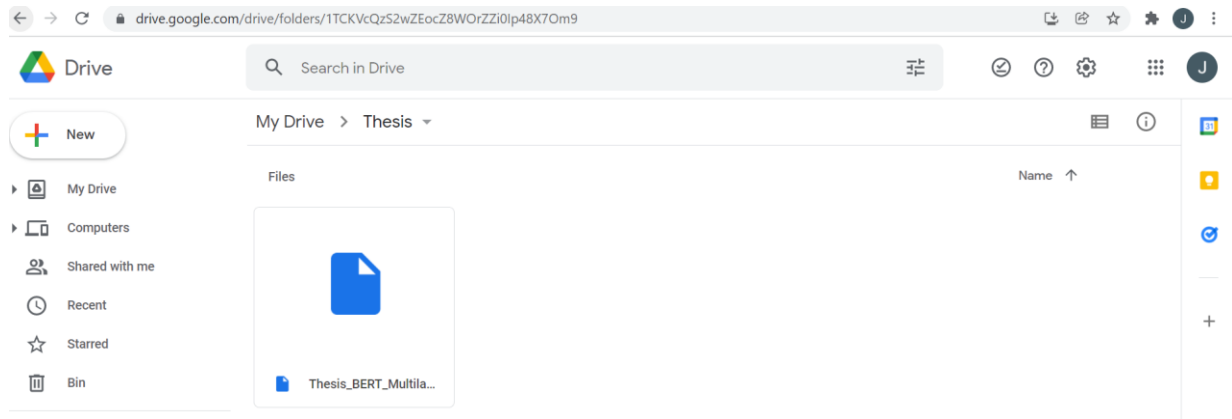 drive.google.com/drive/folders/1TCKVcQzS2wZEocZ8WOrZZi0Ip48X7Om9
J
Drive
Search in Drive
J
New
My Drive > Thesis
31
My Drive
Files
Name
Computers
Shared with me
Recent
Starred
Thesis_BERT_Multila...
Bin